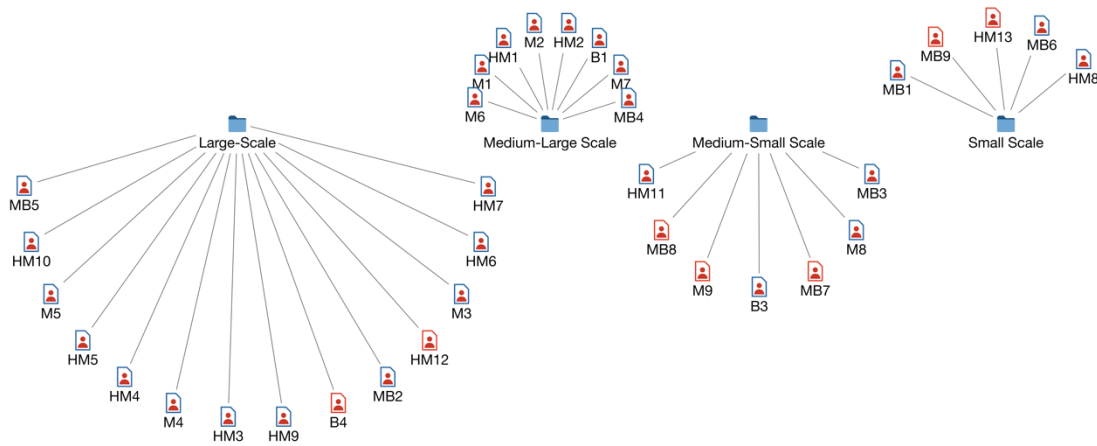 Large-Scale
MB5
HM10
M5
HM5
HM4
M4
HM3
HM9
B4
MB2
HM12
M3
HM6
HM7
Medium-Large Scale
M6
M1
HM1
M2
HM2
B1
M7
MB4
Medium-Small Scale
HM11
MB8
M9
B3
MB7
M8
MB3
Small Scale
MB1
MB9
HM13
MB6
HM8